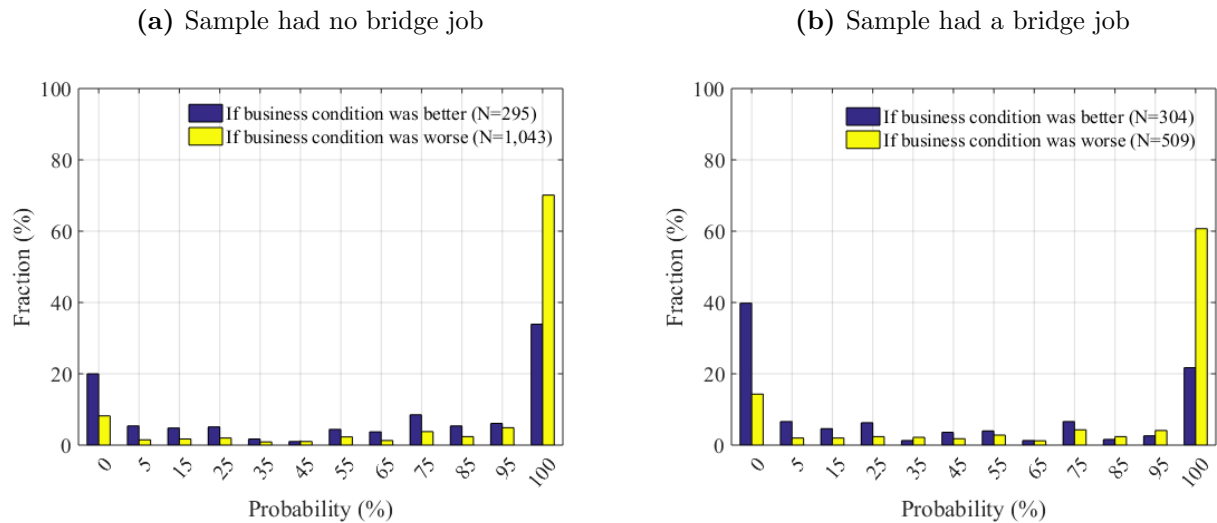 (a) Sample had no bridge job
100
80
60
40
20
0
Fraction (%)
If business condition was better (N=295)
If business condition was worse (N=1,043)
0 5 15 25 35 45 55 65 75 85 95 100
Probability (%)
(b) Sample had a bridge job
100
80
60
40
20
0
Fraction (%)
If business condition was better (N=304)
If business condition was worse (N=509)
0 5 15 25 35 45 55 65 75 85 95 100
Probability (%)